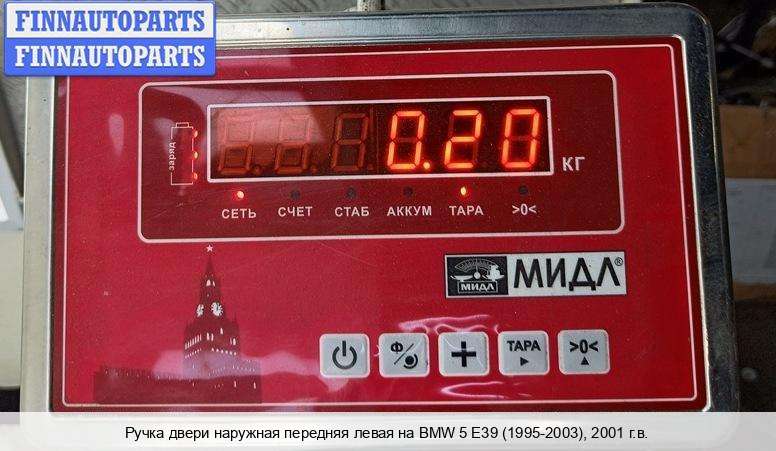 FINNAUTOPARTS
FINNAUTOPARTS
заряд
0.20
КГ
СЕТЬ СЧЕТ СТАБ АККУМ ТАРА >0<
МИДЛ
МИДЛ®
Ф
ТАРА >0<
Ручка двери наружная передняя левая на BMW 5 E39 (1995-2003), 2001 г.в.